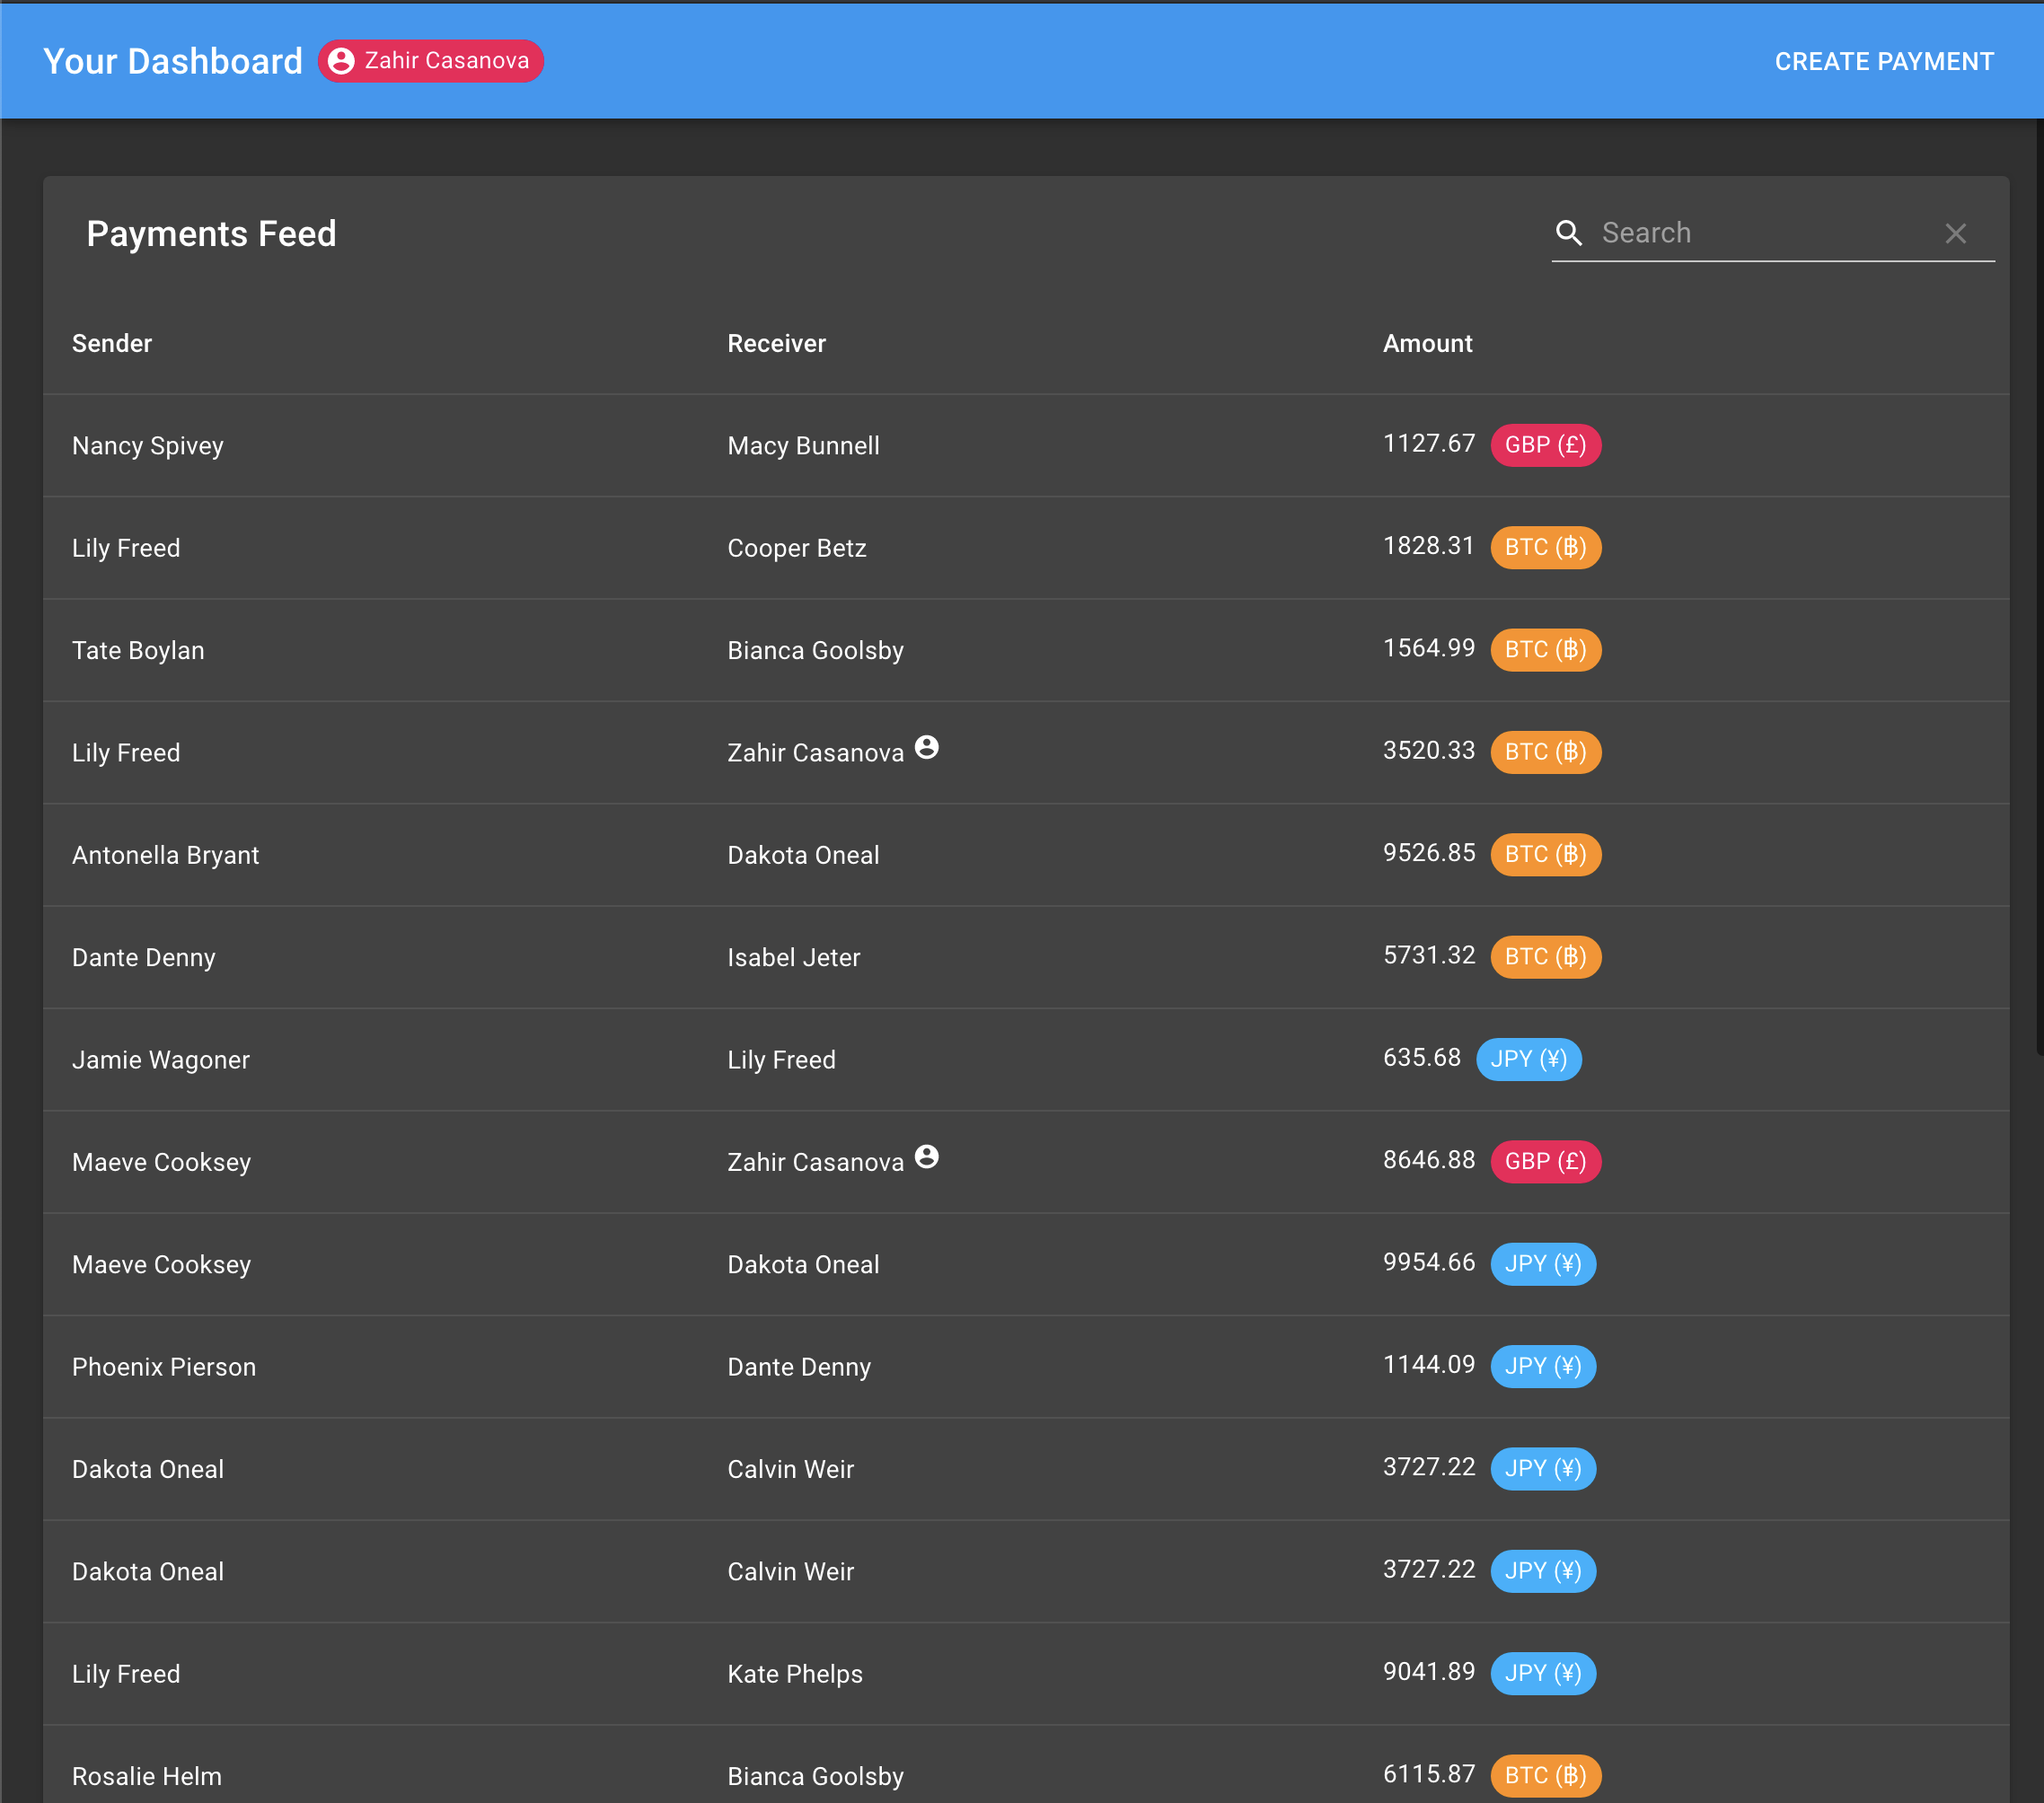 Your Dashboard Zahir Casanova CREATE PAYMENT
Payments Feed Search
Sender Receiver Amount
Nancy Spivey Macy Bunnell 1127.67 GBP (£)
Lily Freed Cooper Betz 1828.31 BTC (฿)
Tate Boylan Bianca Goolsby 1564.99 BTC (฿)
Lily Freed Zahir Casanova 3520.33 BTC (฿)
Antonella Bryant Dakota Oneal 9526.85 BTC (฿)
Dante Denny Isabel Jeter 5731.32 BTC (฿)
Jamie Wagoner Lily Freed 635.68 JPY (¥)
Maeve Cooksey Zahir Casanova 8646.88 GBP (£)
Maeve Cooksey Dakota Oneal 9954.66 JPY (¥)
Phoenix Pierson Dante Denny 1144.09 JPY (¥)
Dakota Oneal Calvin Weir 3727.22 JPY (¥)
Dakota Oneal Calvin Weir 3727.22 JPY (¥)
Lily Freed Kate Phelps 9041.89 JPY (¥)
Rosalie Helm Bianca Goolsby 6115.87 BTC (฿)